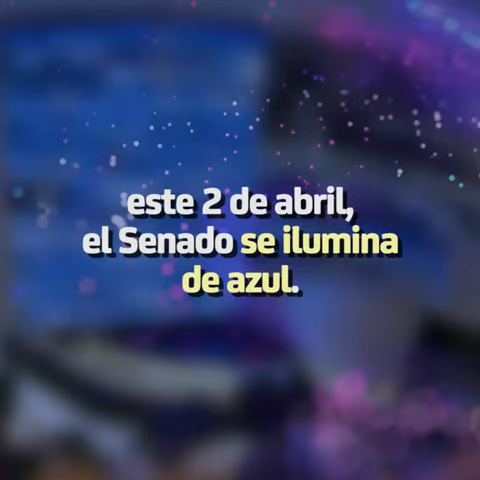 este 2 de abril,
el Senado se ilumina
de azul.